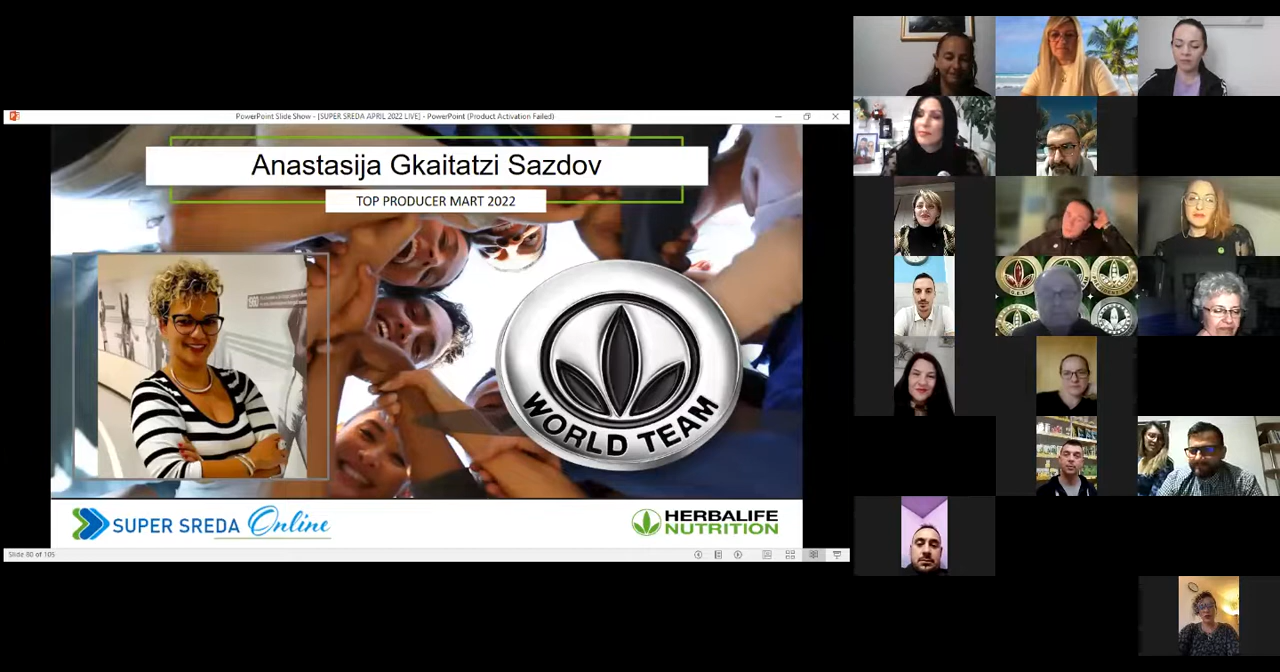 PowerPoint Slide Show - [SUPER SREDA APRIL 2022 LIVE] - PowerPoint (Product Activation Failed)
Anastasija Gkaitatzi Sazdov
TOP PRODUCER MART 2022
WORLD TEAM
SUPER SREDA Online
HERBALIFE
NUTRITION
Slide 80 of 105